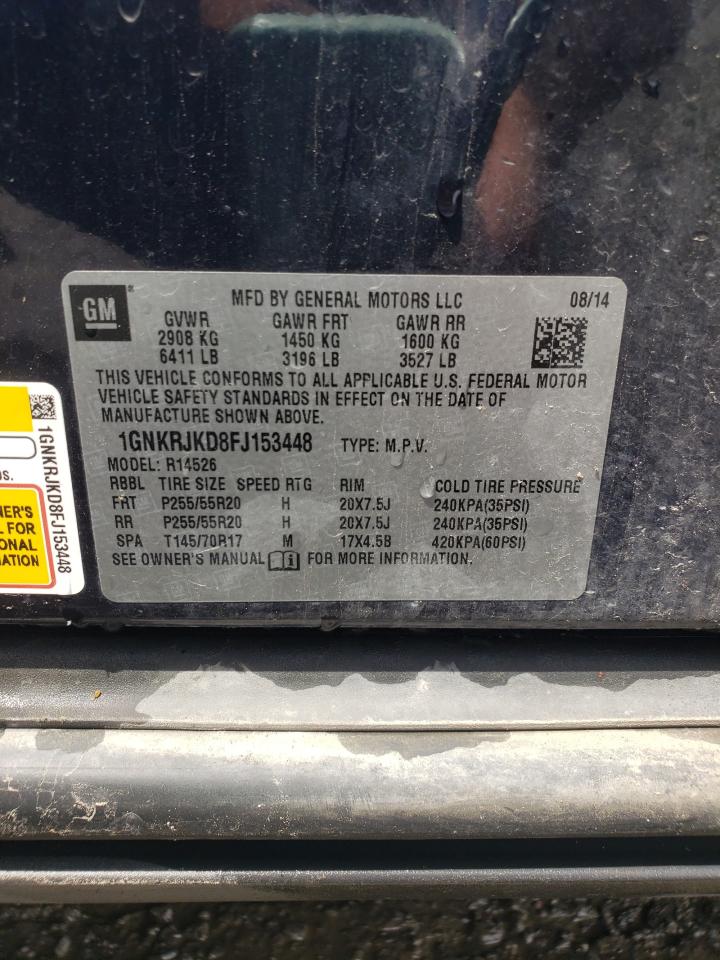 GM
MFD BY GENERAL MOTORS LLC 08/14
GVWR GAWR FRT GAWR RR
2908 KG 1450 KG 1600 KG
6411 LB 3196 LB 3527 LB
THIS VEHICLE CONFORMS TO ALL APPLICABLE U.S. FEDERAL MOTOR
VEHICLE SAFETY STANDARDS IN EFFECT ON THE DATE OF
MANUFACTURE SHOWN ABOVE.
1GNKRJKD8FJ153448 TYPE: M.P.V.
MODEL: R14526
RBBL TIRE SIZE SPEED RTG RIM COLD TIRE PRESSURE
FRT P255/55R20 H 20X7.5J 240KPA(35PSI)
RR P255/55R20 H 20X7.5J 240KPA(35PSI)
SPA T145/70R17 M 17X4.5B 420KPA(60PSI)
SEE OWNER'S MANUAL FOR MORE INFORMATION.
1GNKRJKD8FJ153448
FOR